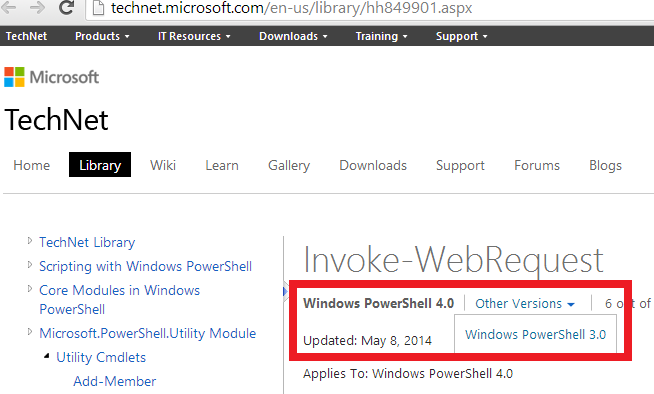 technet.microsoft.com/en-us/library/hh849901.aspx
TechNet Products IT Resources Downloads Training Support
Microsoft
TechNet
Home Library Wiki Learn Gallery Downloads Support Forums Blogs
TechNet Library
Scripting with Windows PowerShell
Core Modules in Windows
PowerShell
Microsoft.PowerShell.Utility Module
Utility Cmdlets
Add-Member
Invoke-WebRequest
Windows PowerShell 4.0 Other Versions 6 out of
Windows PowerShell 3.0
Updated: May 8, 2014
Applies To: Windows PowerShell 4.0